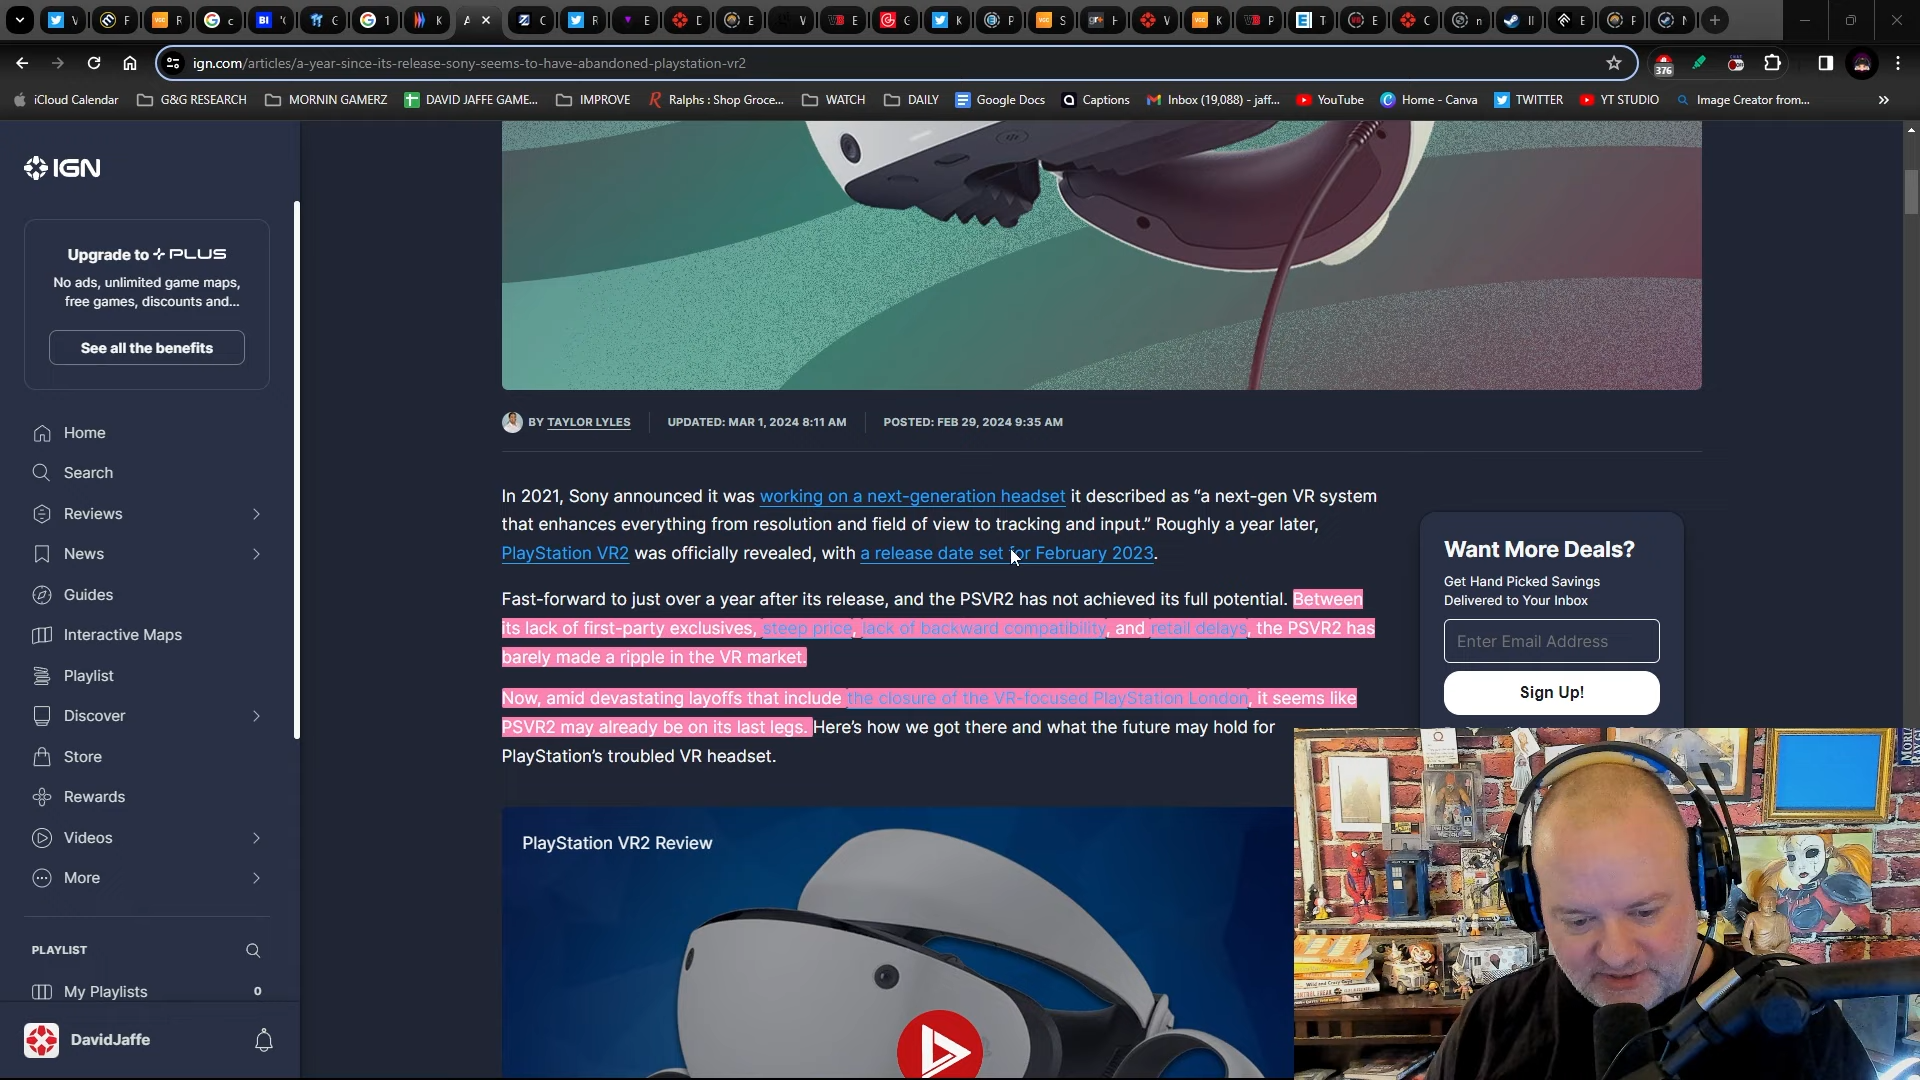 ign.com/articles/a-year-since-its-release-sony-seems-to-have-abandoned-playstation-vr2
376
iCloud Calendar G&G RESEARCH MORNIN GAMERZ DAVID JAFFE GAME... IMPROVE Ralphs : Shop Groce... WATCH DAILY Google Docs Captions Inbox (19,088) - jaff... YouTube Home - Canva TWITTER YT STUDIO Image Creator from...
IGN
Upgrade to PLUS
No ads, unlimited game maps,
free games, discounts and...
See all the benefits
Home
Search
Reviews
News
Guides
Interactive Maps
Playlist
Discover
Store
Rewards
Videos
More
PLAYLIST
My Playlists 0
DavidJaffe
BY TAYLOR LYLES UPDATED: MAR 1, 2024 8:11 AM POSTED: FEB 29, 2024 9:35 AM
In 2021, Sony announced it was working on a next-generation headset it described as “a next-gen VR system
that enhances everything from resolution and field of view to tracking and input.” Roughly a year later,
PlayStation VR2 was officially revealed, with a release date set for February 2023.
Fast-forward to just over a year after its release, and the PSVR2 has not achieved its full potential. Between
its lack of first-party exclusives, steep price, lack of backward compatibility, and retail delays, the PSVR2 has
barely made a ripple in the VR market.
Now, amid devastating layoffs that include the closure of the VR-focused PlayStation London, it seems like
PSVR2 may already be on its last legs. Here’s how we got there and what the future may hold for
PlayStation’s troubled VR headset.
PlayStation VR2 Review
Want More Deals?
Get Hand Picked Savings
Delivered to Your Inbox
Enter Email Address
Sign Up!